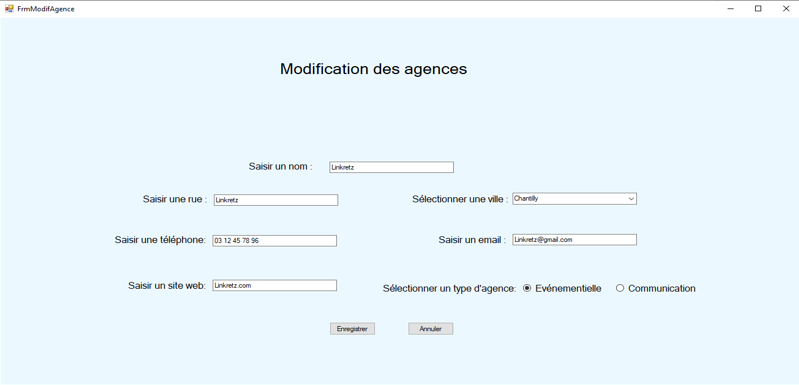 FrmModifAgence
Modification des agences
Saisir un nom : Linkretz
Saisir une rue : Linkretz Sélectionner une ville : Chantilly
Saisir une téléphone: 03 12 45 78 96 Saisir un email : Linkretz@gmail.com
Saisir un site web: Linkretz.com Sélectionner un type d'agence: Evénementielle Communication
Enregistrer Annuler